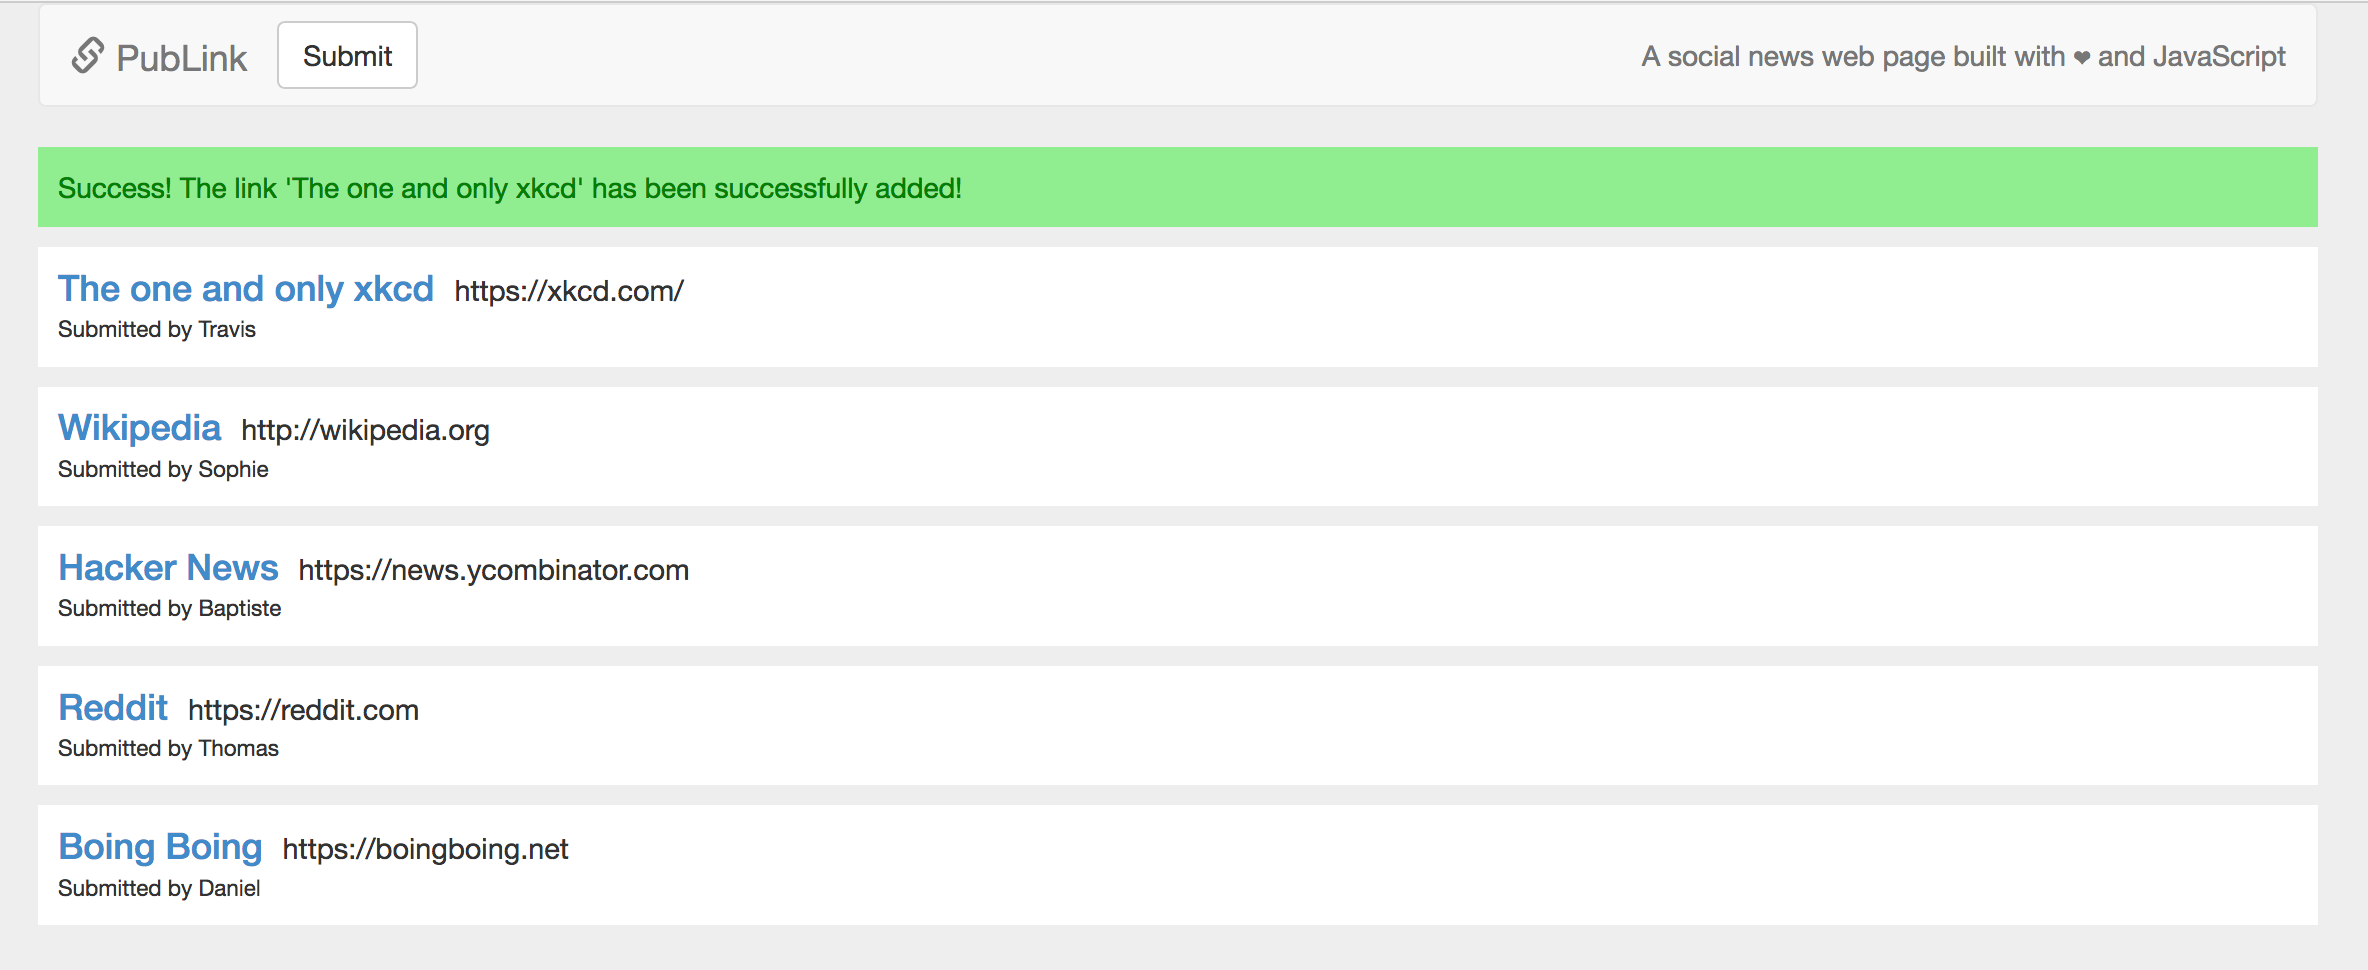 PubLink Submit A social news web page built with ❤ and JavaScript
Success! The link 'The one and only xkcd' has been successfully added!
The one and only xkcd https://xkcd.com/
Submitted by Travis
Wikipedia http://wikipedia.org
Submitted by Sophie
Hacker News https://news.ycombinator.com
Submitted by Baptiste
Reddit https://reddit.com
Submitted by Thomas
Boing Boing https://boingboing.net
Submitted by Daniel